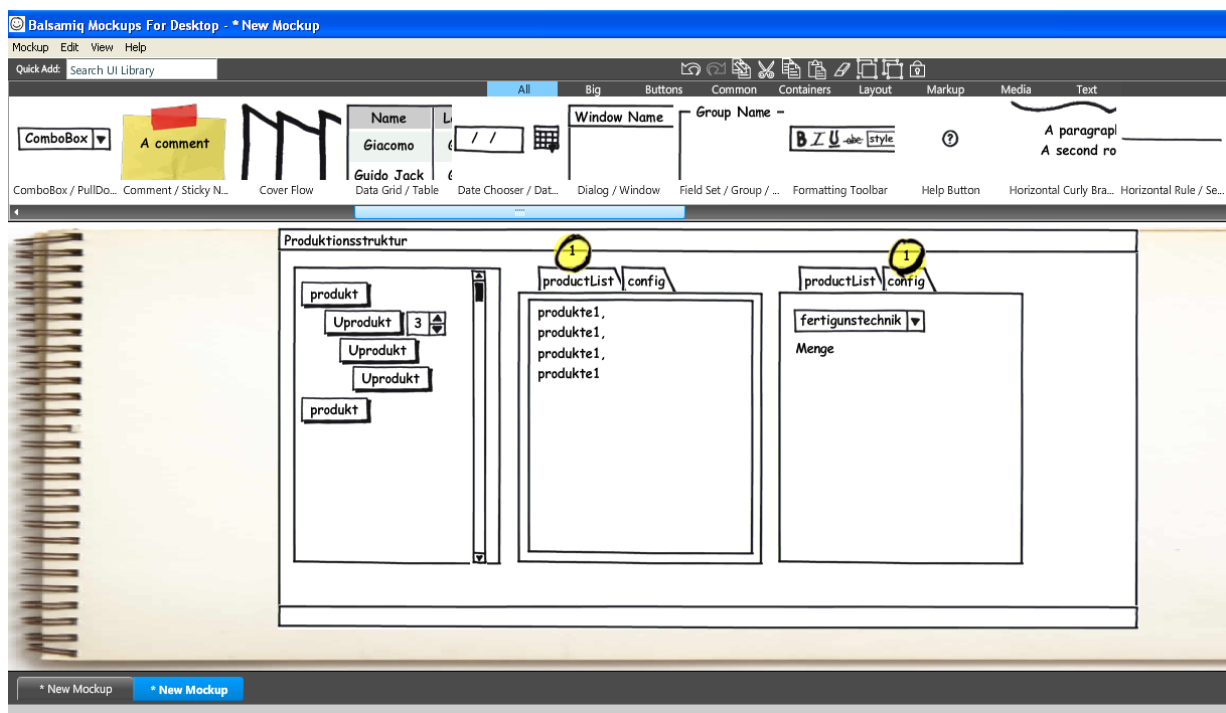 Balsamiq Mockups For Desktop - * New Mockup
Mockup Edit View Help
Quick Add: Search UI Library
All Big Buttons Common Containers Layout Markup Media Text
ComboBox
A comment
Name
Giacomo
Guido Jack
/ /
Window Name
Group Name
B I U abc style
?
A paragrapl
A second ro
ComboBox / PullDo... Comment / Sticky N... Cover Flow Data Grid / Table Date Chooser / Dat... Dialog / Window Field Set / Group / ... Formatting Toolbar Help Button Horizontal Curly Bra... Horizontal Rule / Se...
Produktionsstruktur
produkt
Uprodukt 3
Uprodukt
Uprodukt
produkt
1
productList config
produkte1,
produkte1,
produkte1,
produkte1
1
productList config
fertigunstechnik
Menge
* New Mockup * New Mockup